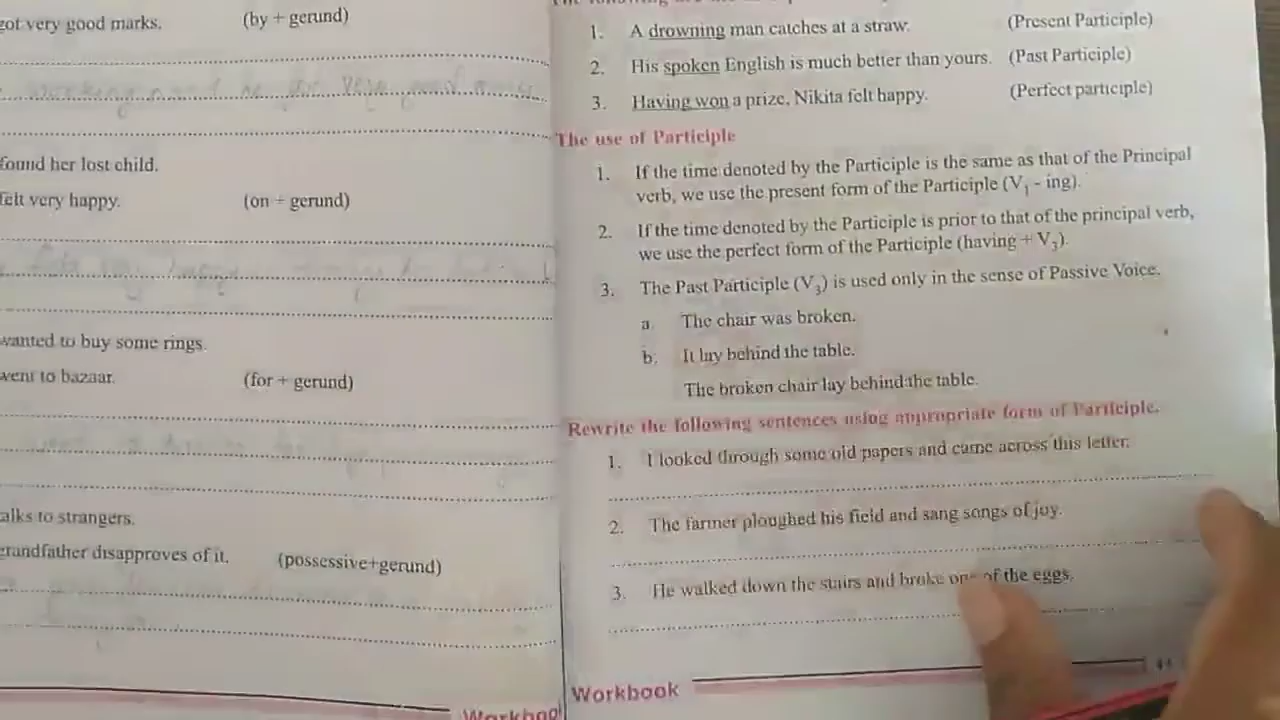 got very good marks. (by + gerund)
working he very good
found her lost child.
felt very happy. (on + gerund)
wanted to buy some rings.
went to bazaar. (for + gerund)
alks to strangers.
grandfather disapproves of it. (possessive+gerund)
1. A drowning man catches at a straw. (Present Participle)
2. His spoken English is much better than yours. (Past Participle)
3. Having won a prize, Nikita felt happy. (Perfect participle)
The use of Participle
1. If the time denoted by the Participle is the same as that of the Principal
verb, we use the present form of the Participle (V₁ - ing).
2. If the time denoted by the Participle is prior to that of the principal verb,
we use the perfect form of the Participle (having + V₃).
3. The Past Participle (V₃) is used only in the sense of Passive Voice.
a. The chair was broken.
b. It lay behind the table.
The broken chair lay behind the table.
Rewrite the following sentences using appropriate form of Participle.
1. I looked through some old papers and came across this letter.
2. The farmer ploughed his field and sang songs of joy.
3. He walked down the stairs and broke one of the eggs.
Workbook